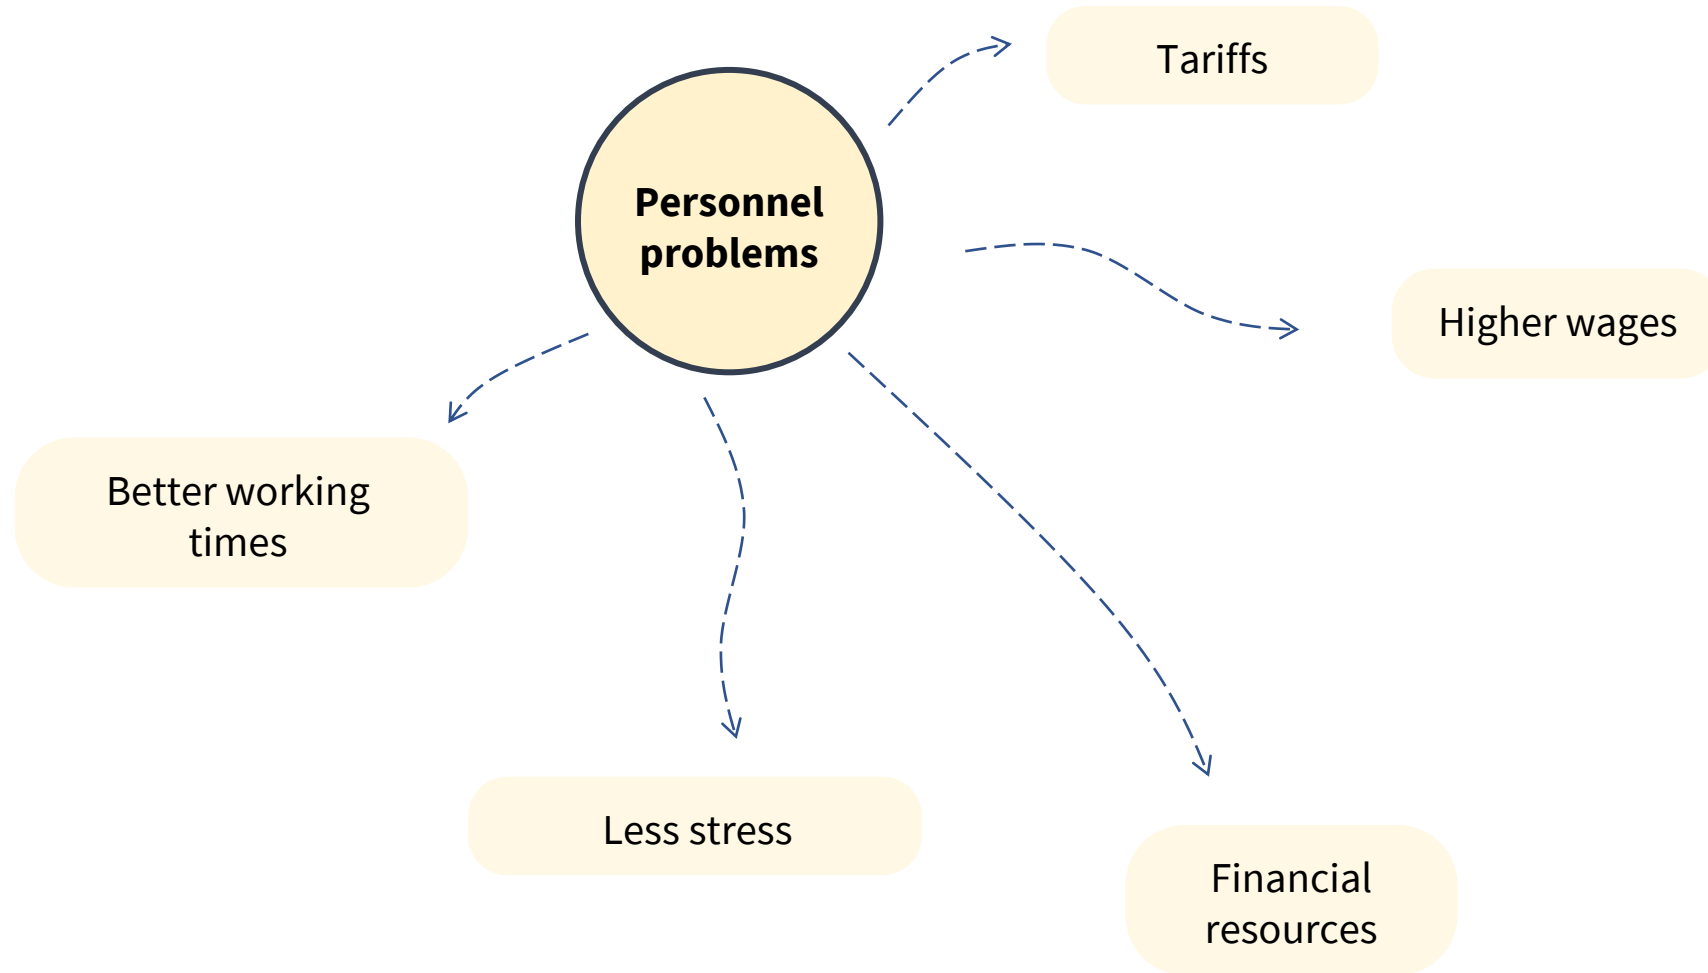 Tariffs
Personnel
problems
Higher wages
Better working
times
Less stress
Financial
resources